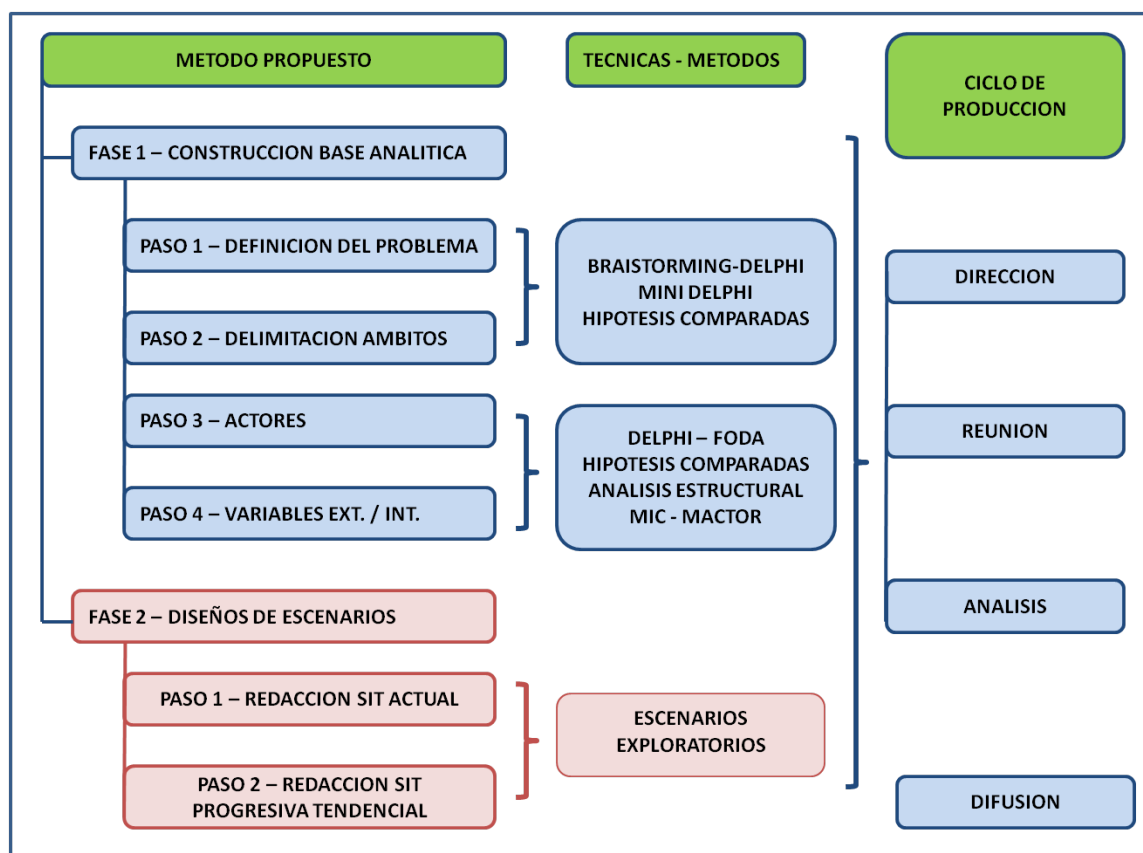 METODO PROPUESTO
TECNICAS - METODOS
CICLO DE
PRODUCCION
FASE 1 – CONSTRUCCION BASE ANALITICA
PASO 1 – DEFINICION DEL PROBLEMA
PASO 2 – DELIMITACION AMBITOS
BRAISTORMING-DELPHI
MINI DELPHI
HIPOTESIS COMPARADAS
PASO 3 – ACTORES
PASO 4 – VARIABLES EXT. / INT.
DELPHI – FODA
HIPOTESIS COMPARADAS
ANALISIS ESTRUCTURAL
MIC - MACTOR
FASE 2 – DISEÑOS DE ESCENARIOS
PASO 1 – REDACCION SIT ACTUAL
PASO 2 – REDACCION SIT
PROGRESIVA TENDENCIAL
ESCENARIOS
EXPLORATORIOS
DIRECCION
REUNION
ANALISIS
DIFUSION